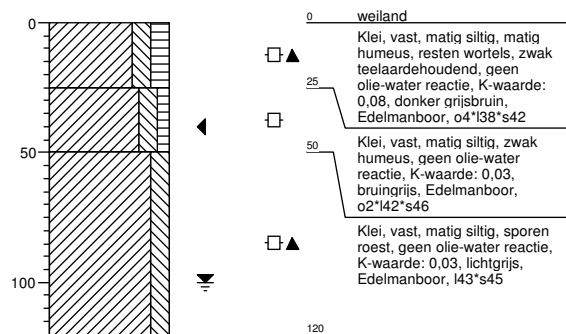 0
50
100
0
weiland
Klei, vast, matig siltig, matig
humeus, resten wortels, zwak
teelaardehoudend, geen
olie-water reactie, K-waarde:
0,08, donker grijsbruin,
Edelmanboor, o4*l38*s42
25
Klei, vast, matig siltig, zwak
humeus, geen olie-water
reactie, K-waarde: 0,03,
bruingrijs, Edelmanboor,
o2*l42*s46
50
Klei, vast, matig siltig, sporen
roest, geen olie-water reactie,
K-waarde: 0,03, lichtgrijs,
Edelmanboor, l43*s45
120